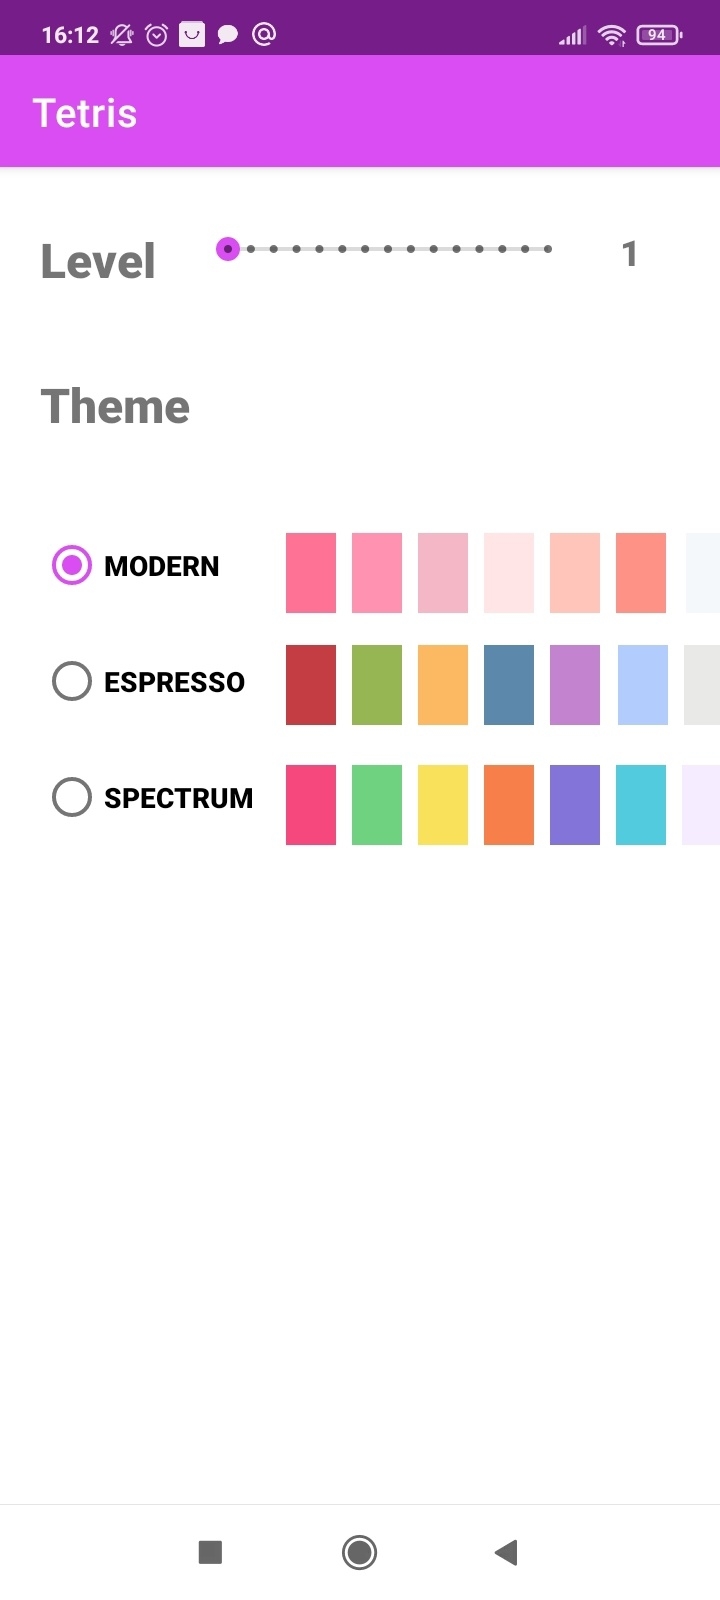 16:12 94
Tetris
Level 1
Theme
MODERN
ESPRESSO
SPECTRUM